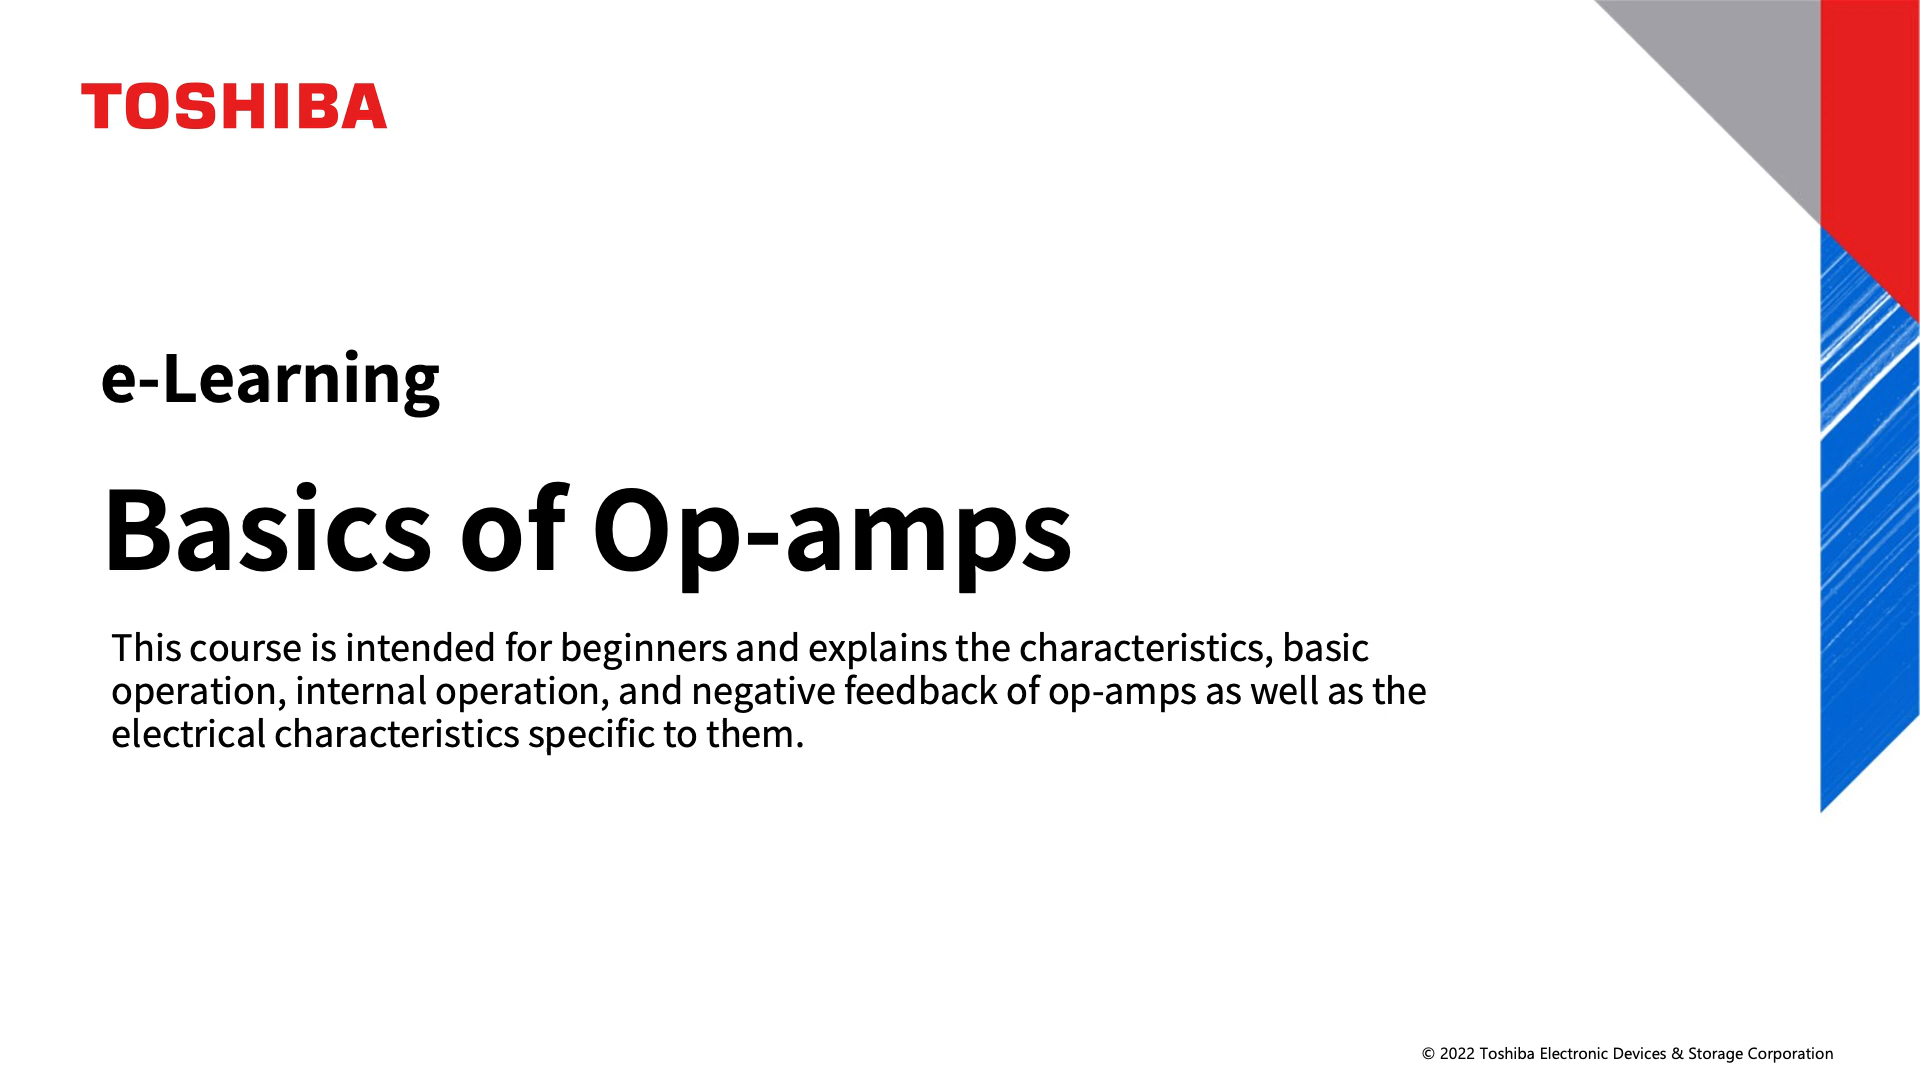 TOSHIBA
e-Learning
Basics of Op-amps
This course is intended for beginners and explains the characteristics, basic
operation, internal operation, and negative feedback of op-amps as well as the
electrical characteristics specific to them.
© 2022 Toshiba Electronic Devices & Storage Corporation